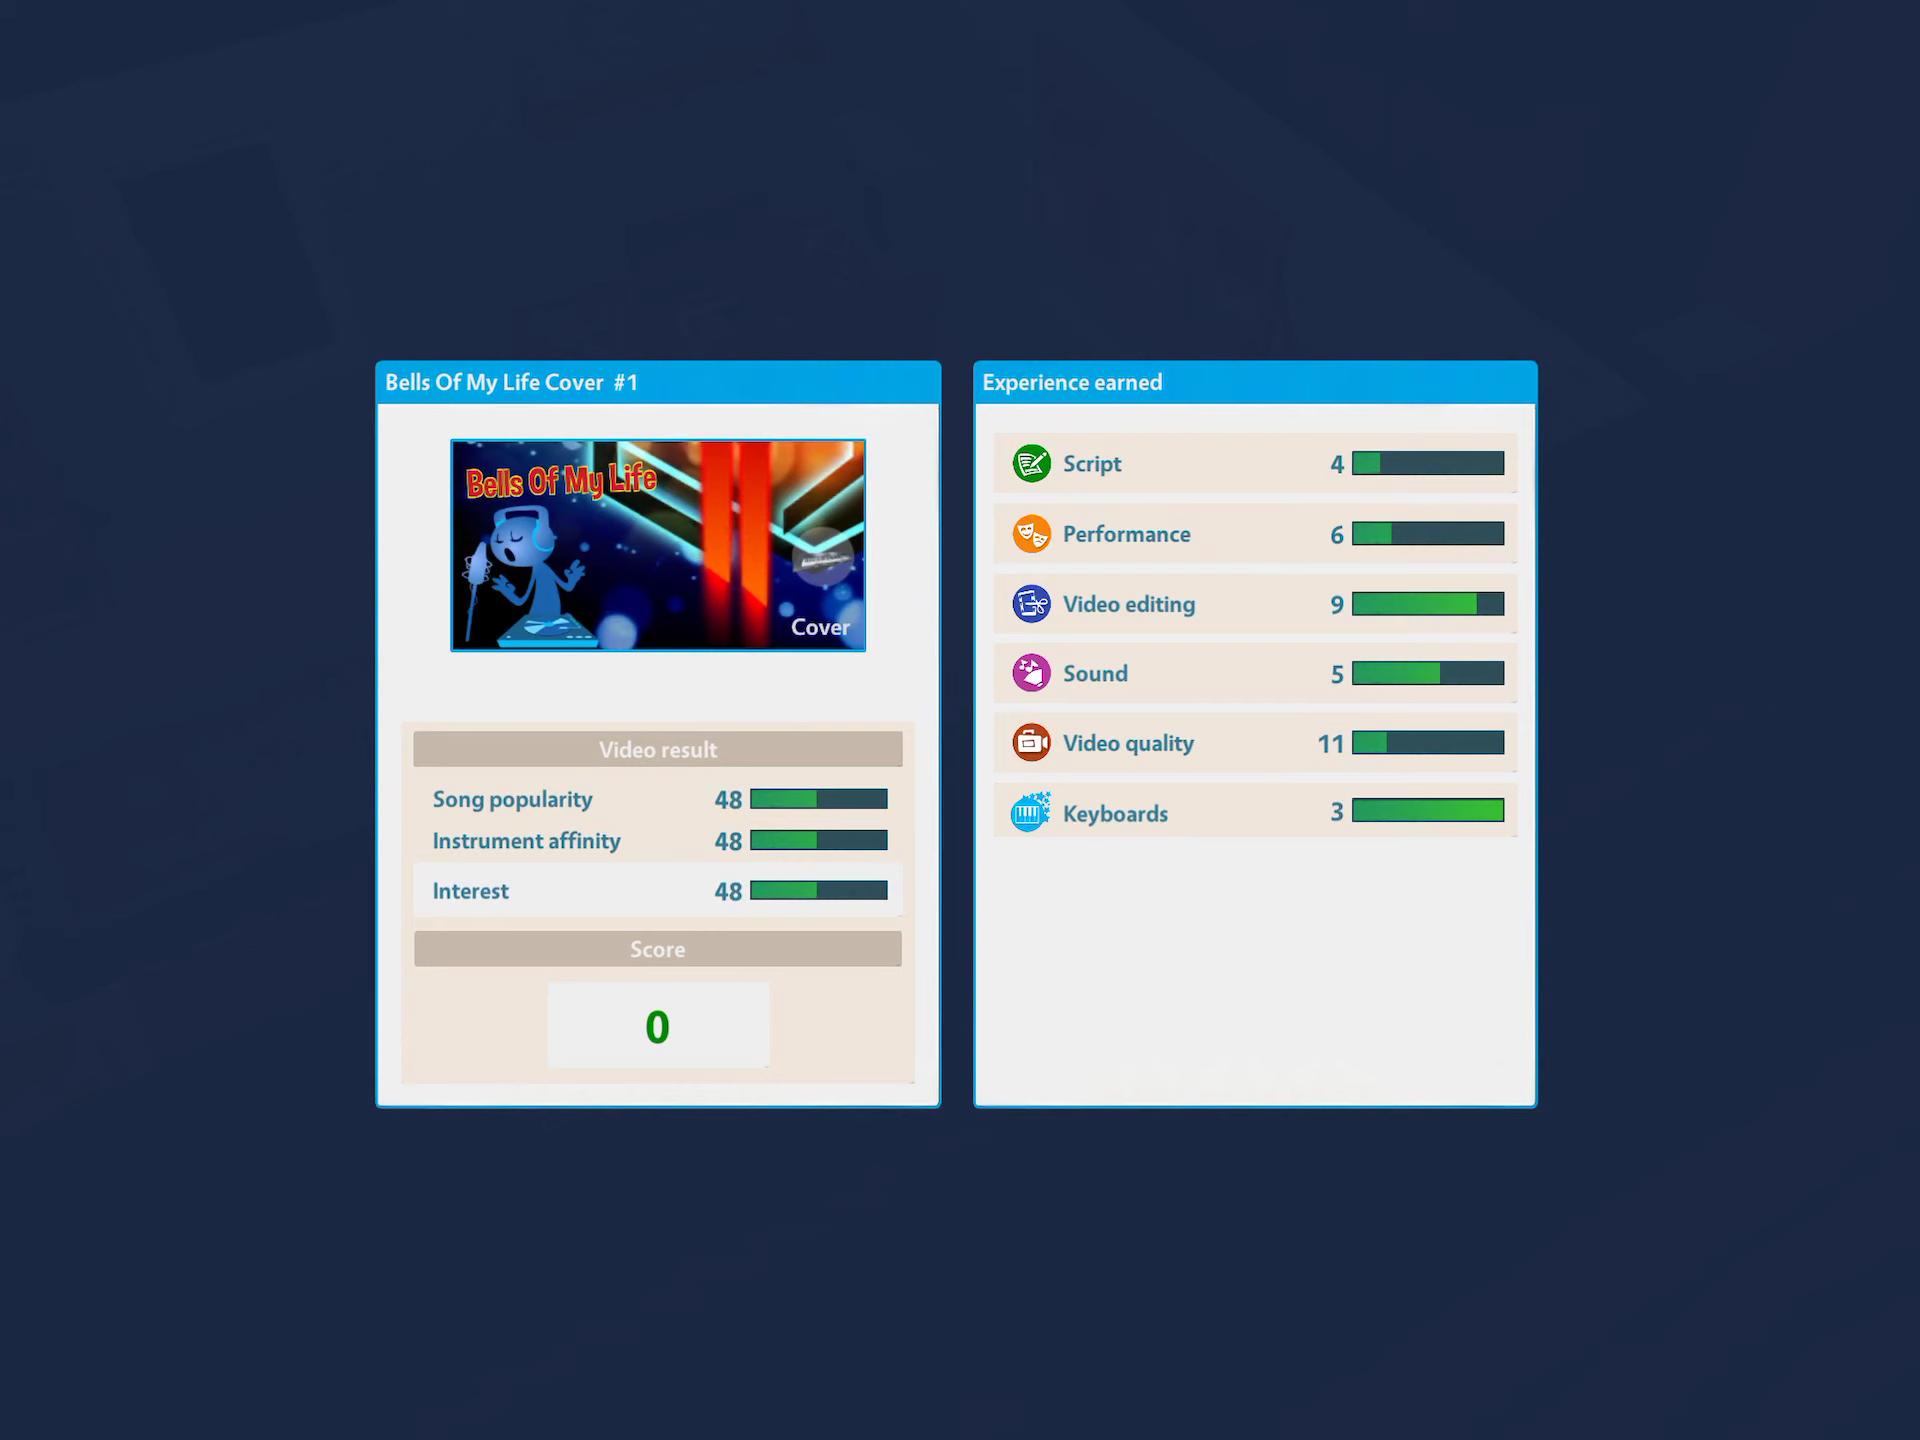 Bells Of My Life Cover #1
Bells Of My Life
Cover
Video result
Song popularity 48
Instrument affinity 48
Interest 48
Score
0
Experience earned
Script 4
Performance 6
Video editing 9
Sound 5
Video quality 11
Keyboards 3